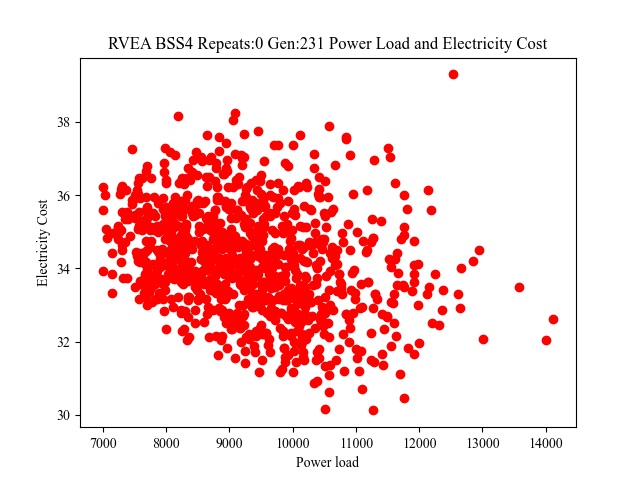 RVEA BSS4 Repeats:0 Gen:231 Power Load and Electricity Cost
Electricity Cost
38
36
34
32
30
7000 8000 9000 10000 11000 12000 13000 14000
Power load